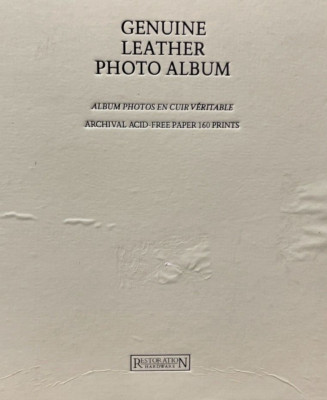 GENUINE
LEATHER
PHOTO ALBUM
ALBUM PHOTOS EN CUIR VÉRITABLE
ARCHIVAL ACID-FREE PAPER 160 PRINTS
RESTORATION
HARDWARE